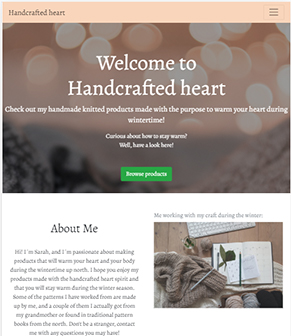 Handcrafted heart
Welcome to
Handcrafted heart
Check out my handmade knitted products made with the purpose to warm your heart during
wintertime!
Curious about how to stay warm?
Well, have a look here!
Browse products
Me working with my craft during the winter:
About Me
Hi! I´m Sarah, and I´m passionate about making
products that will warm your heart and your body
during the wintertime up north. I hope you enjoy my
products made with the handcrafted heart spirit and
that you will stay warm during the winter season.
Some of the patterns I have worked from are made
up by me, and a couple of them I actually got from
my grandmother or found in traditional pattern
books from the north. Don't be a stranger, contact
me with any questions you may have!